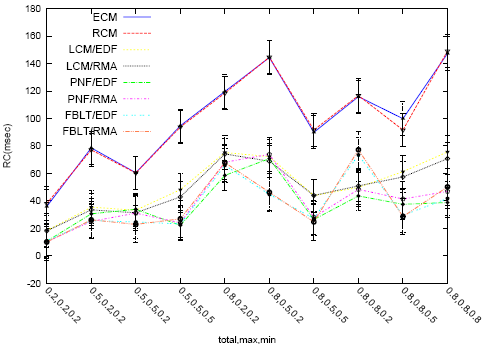 180
160
140
120
100
80
60
40
20
0
-20
RC(msec)
ECM
RCM
LCM/EDF
LCM/RMA
PNF/EDF
PNF/RMA
FBLT/EDF
FBLT/RMA
0.2,0.2,0.2
0.5,0.2,0.2
0.5,0.5,0.2
0.5,0.5,0.5
0.8,0.2,0.2
0.8,0.5,0.2
0.8,0.5,0.5
0.8,0.8,0.2
0.8,0.8,0.5
0.8,0.8,0.8
total,max,min